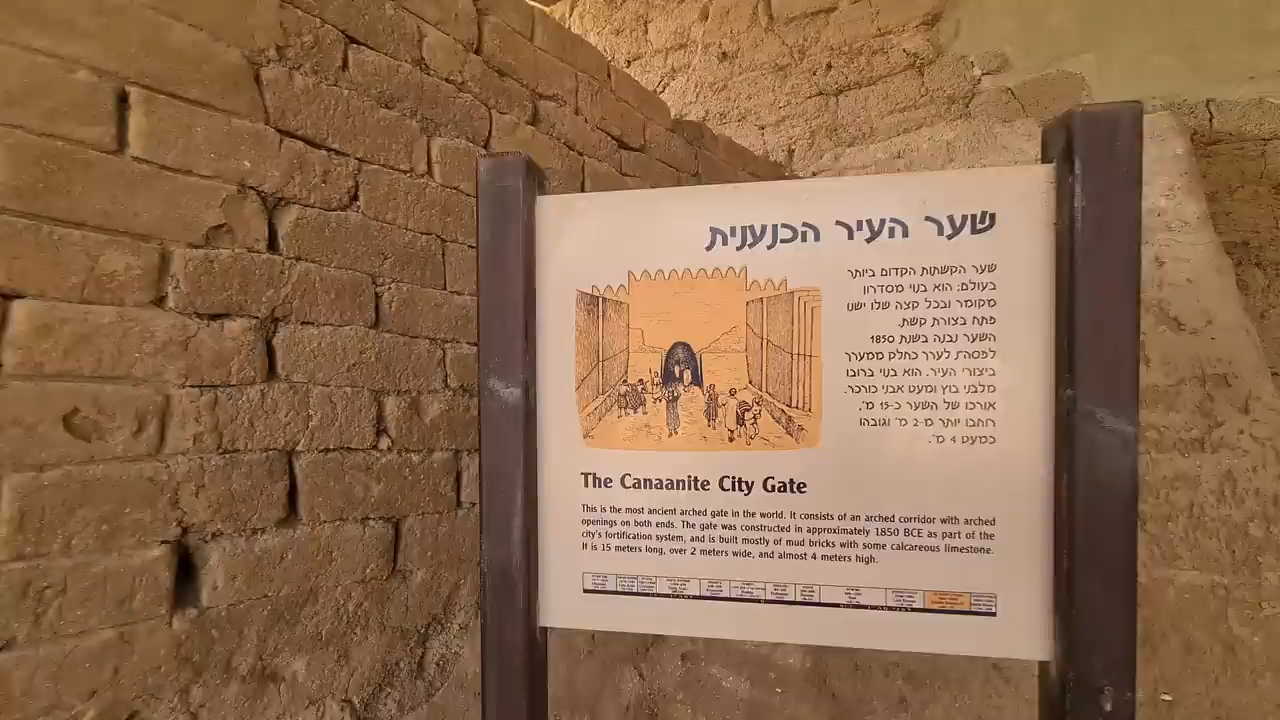 שער העיר הכנענית
שער הקשתות הקדום ביותר
בעולם; הוא בנוי מסדרון
מקומר ובכל קצה שלו ישנו
פתח בצורת קשת.
השער נבנה בשנת 1850
לפסה״נ לערך כחלק ממערך
ביצורי העיר. הוא בנוי ברובו
מלבני בוץ ומעט אבני כורכר.
אורכו של השער כ-15 מ׳,
רוחבו יותר מ-2 מ׳ וגובהו
כמעט 4 מ׳.
The Canaanite City Gate
This is the most ancient arched gate in the world. It consists of an arched corridor with arched
openings on both ends. The gate was constructed in approximately 1850 BCE as part of the
city's fortification system, and is built mostly of mud bricks with some calcareous limestone.
It is 15 meters long, over 2 meters wide, and almost 4 meters high.